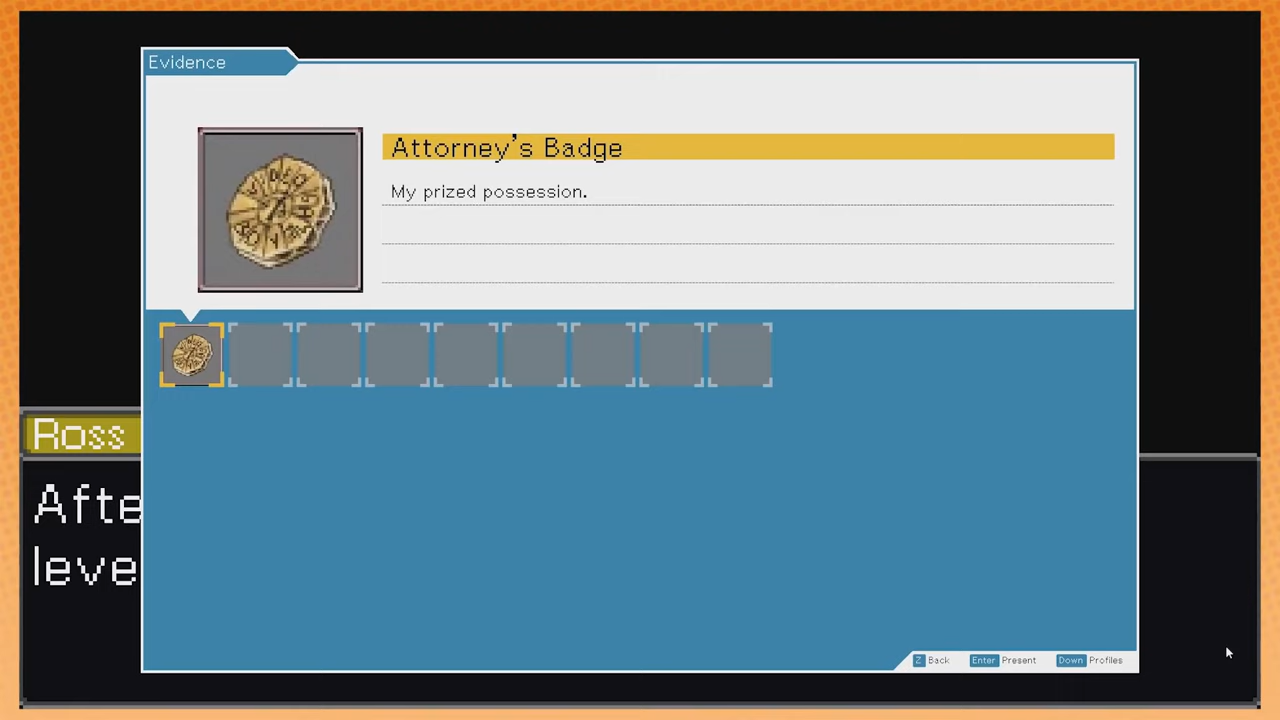 Evidence
Attorney's Badge
My prized possession.
Ross
Afte
leve
Z Back Enter Present Down Profiles